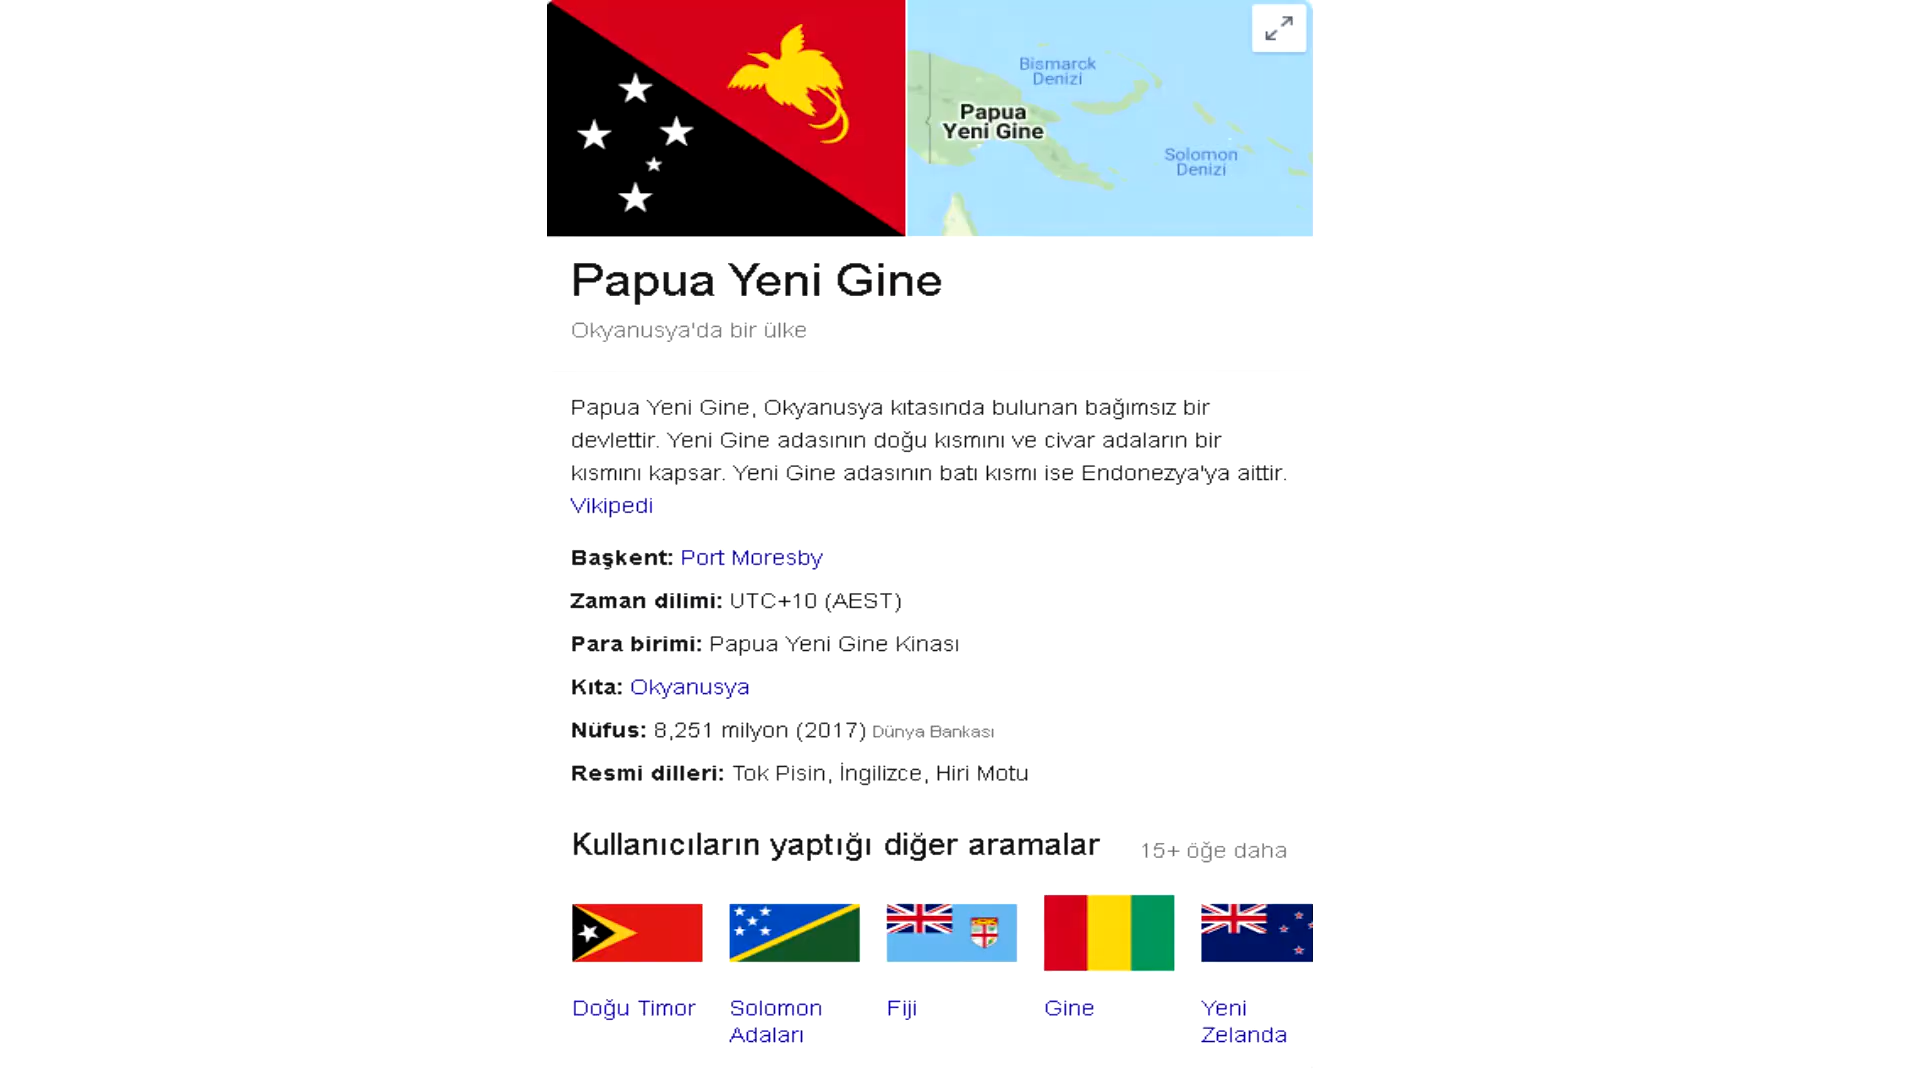 Bismarck
Denizi
Papua
Yeni Gine
Solomon
Denizi
Papua Yeni Gine
Okyanusya'da bir ülke
Papua Yeni Gine, Okyanusya kıtasında bulunan bağımsız bir
devlettir. Yeni Gine adasının doğu kısmını ve civar adaların bir
kısmını kapsar. Yeni Gine adasının batı kısmı ise Endonezya'ya aittir.
Vikipedi
Başkent: Port Moresby
Zaman dilimi: UTC+10 (AEST)
Para birimi: Papua Yeni Gine Kinası
Kıta: Okyanusya
Nüfus: 8,251 milyon (2017) Dünya Bankası
Resmi dilleri: Tok Pisin, İngilizce, Hiri Motu
Kullanıcıların yaptığı diğer aramalar 15+ öğe daha
Doğu Timor
Solomon
Adaları
Fiji
Gine
Yeni
Zelanda